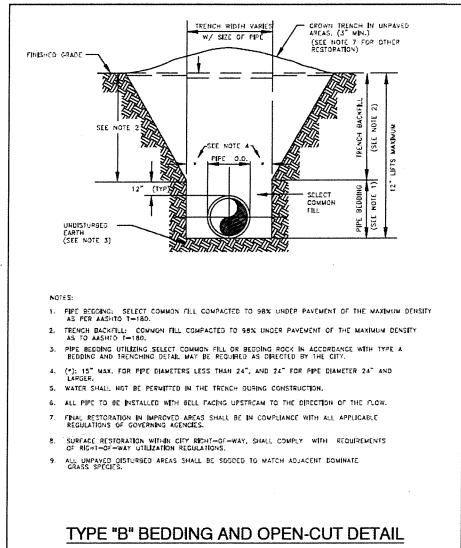 TRENCH WIDTH VARIES
W/ SIZE OF PIPE
CROWN TRENCH IN UNPAVED
AREAS. (3" MIN.)
(SEE NOTE 7 FOR OTHER
RESTORATION)
FINISHED GRADE
SEE NOTE 2
SEE NOTE 4
PIPE O.D.
12" (TYP)
SELECT
COMMON
FILL
UNDISTURBED
EARTH
(SEE NOTE 3)
TRENCH BACKFILL
(SEE NOTE 2)
PIPE BEDDING
(SEE NOTE 1)
12" LIFTS MAXIMUM
NOTES:
1. PIPE BEDDING: SELECT COMMON FILL COMPACTED TO 98% UNDER PAVEMENT OF THE MAXIMUM DENSITY
AS PER AASHTO T-180.
2. TRENCH BACKFILL: COMMON FILL COMPACTED TO 98% UNDER PAVEMENT OF THE MAXIMUM DENSITY
AS TO AASHTO T-180.
3. PIPE BEDDING UTILIZING SELECT COMMON FILL OR BEDDING ROCK IN ACCORDANCE WITH TYPE A
BEDDING AND TRENCHING DETAIL MAY BE REQUIRED AS DIRECTED BY THE CITY.
4. (*): 15" MAX. FOR PIPE DIAMETERS LESS THAN 24", AND 24" FOR PIPE DIAMETER 24" AND
LARGER.
5. WATER SHALL NOT BE PERMITTED IN THE TRENCH DURING CONSTRUCTION.
6. ALL PIPE TO BE INSTALLED WITH BELL FACING UPSTREAM TO THE DIRECTION OF THE FLOW.
7. FINAL RESTORATION IN IMPROVED AREAS SHALL BE IN COMPLIANCE WITH ALL APPLICABLE
REGULATIONS OF GOVERNING AGENCIES.
8. SURFACE RESTORATION WITHIN CITY RIGHT-OF-WAY, SHALL COMPLY WITH REQUIREMENTS
OF RIGHT-OF-WAY UTILIZATION REGULATIONS.
9. ALL UNPAVED DISTURBED AREAS SHALL BE SODDED TO MATCH ADJACENT DOMINATE
GRASS SPECIES.
TYPE "B" BEDDING AND OPEN-CUT DETAIL